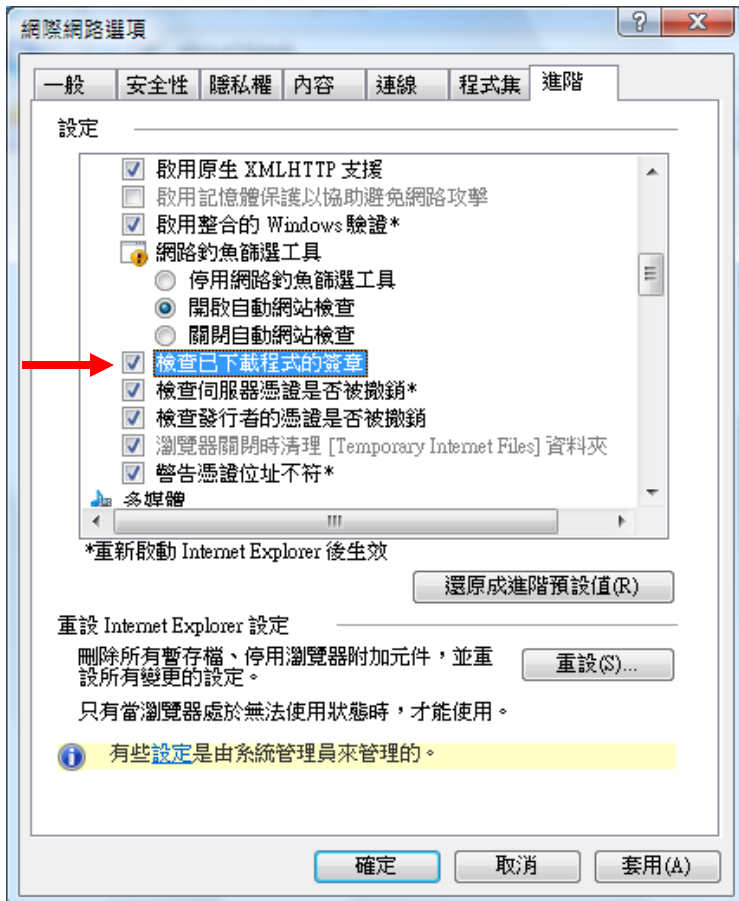 網際網路選項
一般 安全性 隱私權 內容 連線 程式集 進階
設定
啟用原生 XMLHTTP 支援
啟用記憶體保護以協助避免網路攻擊
啟用整合的 Windows 驗證*
網路釣魚篩選工具
停用網路釣魚篩選工具
開啟自動網站檢查
關閉自動網站檢查
檢查已下載程式的簽章
檢查伺服器憑證是否被撤銷*
檢查發行者的憑證是否被撤銷
瀏覽器關閉時清理 [Temporary Internet Files] 資料夾
警告憑證位址不符*
多媒體
*重新啟動 Internet Explorer 後生效
還原成進階預設值(R)
重設 Internet Explorer 設定
刪除所有暫存檔、停用瀏覽器附加元件，並重
設所有變更的設定。
重設(S)...
只有當瀏覽器處於無法使用狀態時，才能使用。
有些設定是由系統管理員來管理的。
確定 取消 套用(A)